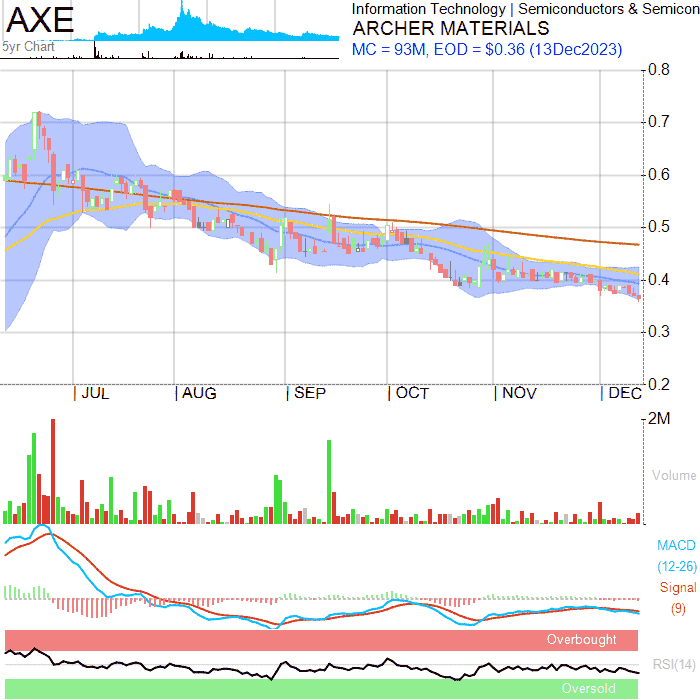 AXE
5yr Chart
Information Technology | Semiconductors & Semicon
ARCHER MATERIALS
MC = 93M, EOD = $0.36 (13Dec2023)
0.8
0.7
0.6
0.5
0.4
0.3
0.2
| JUL | AUG | SEP | OCT | NOV | DEC
2M
Volume
MACD
(12-26)
Signal
(9)
Overbought
RSI(14)
Oversold